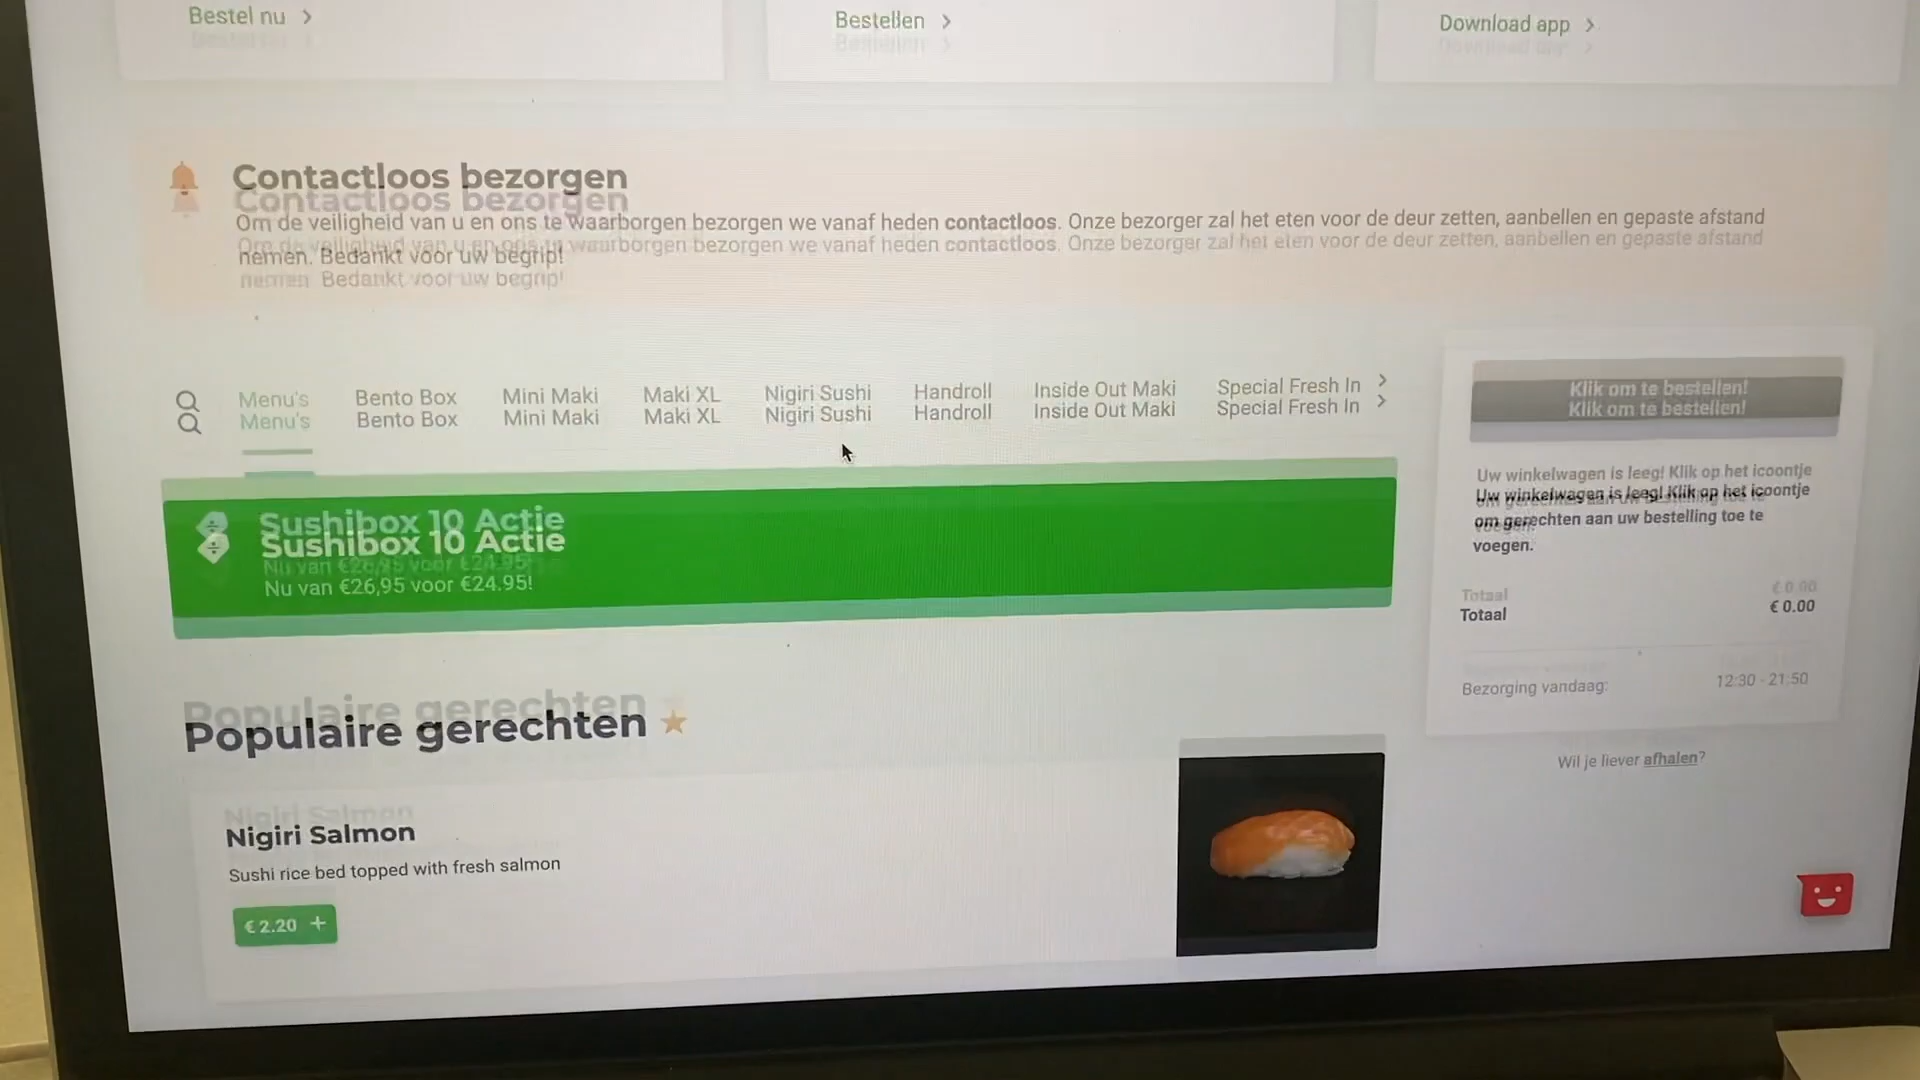 Bestel nu
Bestellen
Download app
Contactloos bezorgen
Om de veiligheid van u en ons te waarborgen bezorgen we vanaf heden contactloos. Onze bezorger zal het eten voor de deur zetten, aanbellen en gepaste afstand
nemen. Bedankt voor uw begrip!
Menu's Bento Box Mini Maki Maki XL Nigiri Sushi Handroll Inside Out Maki Special Fresh In
Klik om te bestellen!
Sushibox 10 Actie
Nu van €26,95 voor €24.95!
Uw winkelwagen is leeg! Klik op het icoontje
om gerechten aan uw bestelling toe te
voegen.
Totaal € 0.00
Bezorging vandaag: 12:30 - 21:50
Wil je liever afhalen?
Populaire gerechten
Nigiri Salmon
Sushi rice bed topped with fresh salmon
€ 2.20 +